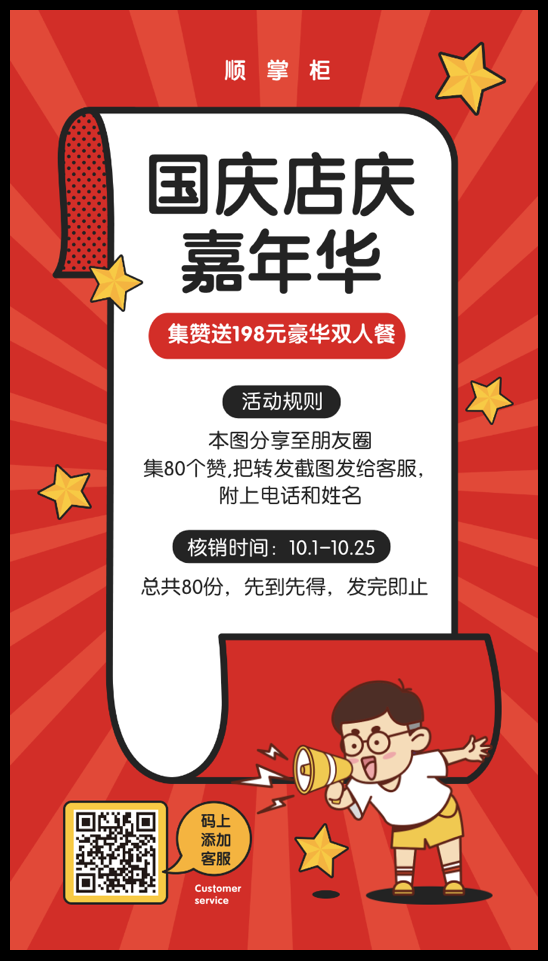 顺掌柜
国庆店庆
嘉年华
集赞送198元豪华双人餐
活动规则
本图分享至朋友圈
集80个赞,把转发截图发给客服，
附上电话和姓名
核销时间：10.1-10.25
总共80份，先到先得，发完即止
码上
添加
客服
Customer
service